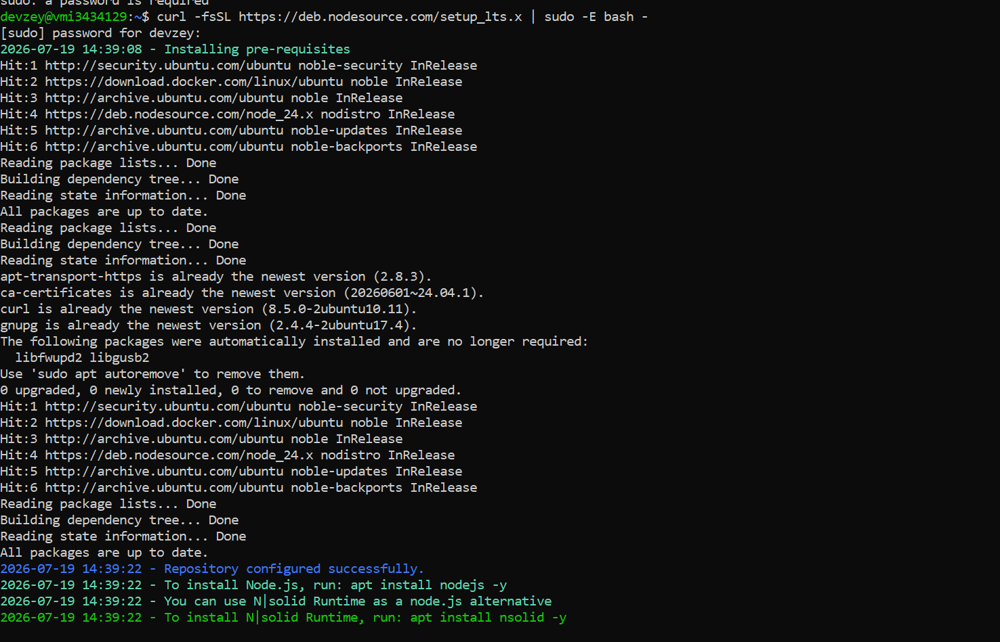 sudo: a password is required
devzey@vmi3434129:~$ curl -fsSL https://deb.nodesource.com/setup_lts.x | sudo -E bash -
[sudo] password for devzey:
2026-07-19 14:39:08 - Installing pre-requisites
Hit:1 http://security.ubuntu.com/ubuntu noble-security InRelease
Hit:2 https://download.docker.com/linux/ubuntu noble InRelease
Hit:3 http://archive.ubuntu.com/ubuntu noble InRelease
Hit:4 https://deb.nodesource.com/node_24.x nodistro InRelease
Hit:5 http://archive.ubuntu.com/ubuntu noble-updates InRelease
Hit:6 http://archive.ubuntu.com/ubuntu noble-backports InRelease
Reading package lists... Done
Building dependency tree... Done
Reading state information... Done
All packages are up to date.
Reading package lists... Done
Building dependency tree... Done
Reading state information... Done
apt-transport-https is already the newest version (2.8.3).
ca-certificates is already the newest version (20260601~24.04.1).
curl is already the newest version (8.5.0-2ubuntu10.11).
gnupg is already the newest version (2.4.4-2ubuntu17.4).
The following packages were automatically installed and are no longer required:
  libfwupd2 libgusb2
Use 'sudo apt autoremove' to remove them.
0 upgraded, 0 newly installed, 0 to remove and 0 not upgraded.
Hit:1 http://security.ubuntu.com/ubuntu noble-security InRelease
Hit:2 https://download.docker.com/linux/ubuntu noble InRelease
Hit:3 http://archive.ubuntu.com/ubuntu noble InRelease
Hit:4 https://deb.nodesource.com/node_24.x nodistro InRelease
Hit:5 http://archive.ubuntu.com/ubuntu noble-updates InRelease
Hit:6 http://archive.ubuntu.com/ubuntu noble-backports InRelease
Reading package lists... Done
Building dependency tree... Done
Reading state information... Done
All packages are up to date.
2026-07-19 14:39:22 - Repository configured successfully.
2026-07-19 14:39:22 - To install Node.js, run: apt install nodejs -y
2026-07-19 14:39:22 - You can use N|solid Runtime as a node.js alternative
2026-07-19 14:39:22 - To install N|solid Runtime, run: apt install nsolid -y